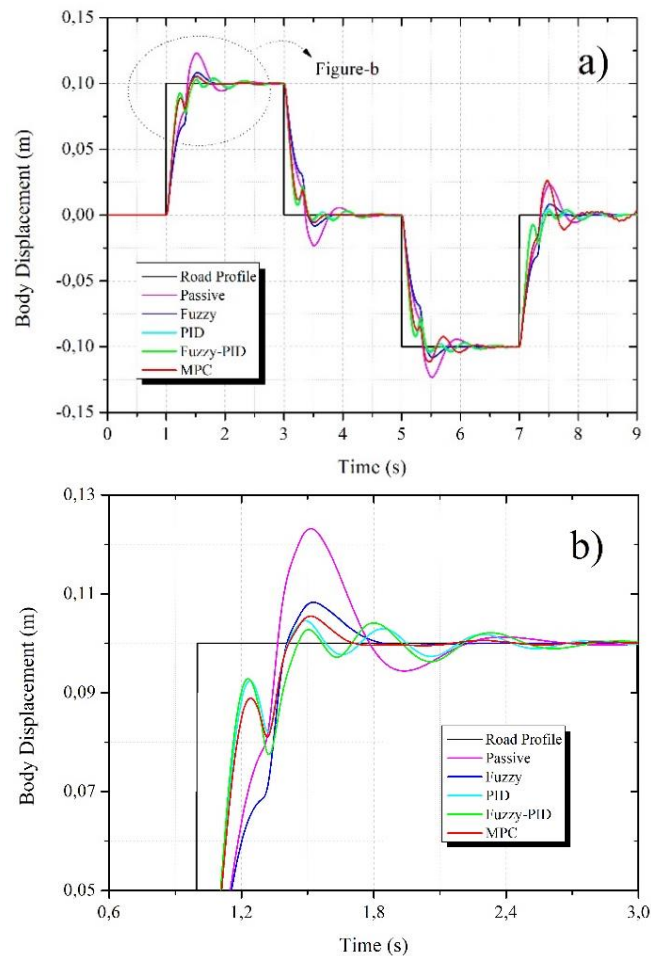 a)
Figure-b
Body Displacement (m)
0,15
0,10
0,05
0,00
-0,05
-0,10
-0,15
Road Profile
Passive
Fuzzy
PID
Fuzzy-PID
MPC
0 1 2 3 4 5 6 7 8 9
Time (s)
b)
Body Displacement (m)
0,13
0,11
0,09
0,07
0,05
Road Profile
Passive
Fuzzy
PID
Fuzzy-PID
MPC
0,6 1,2 1,8 2,4 3,0
Time (s)